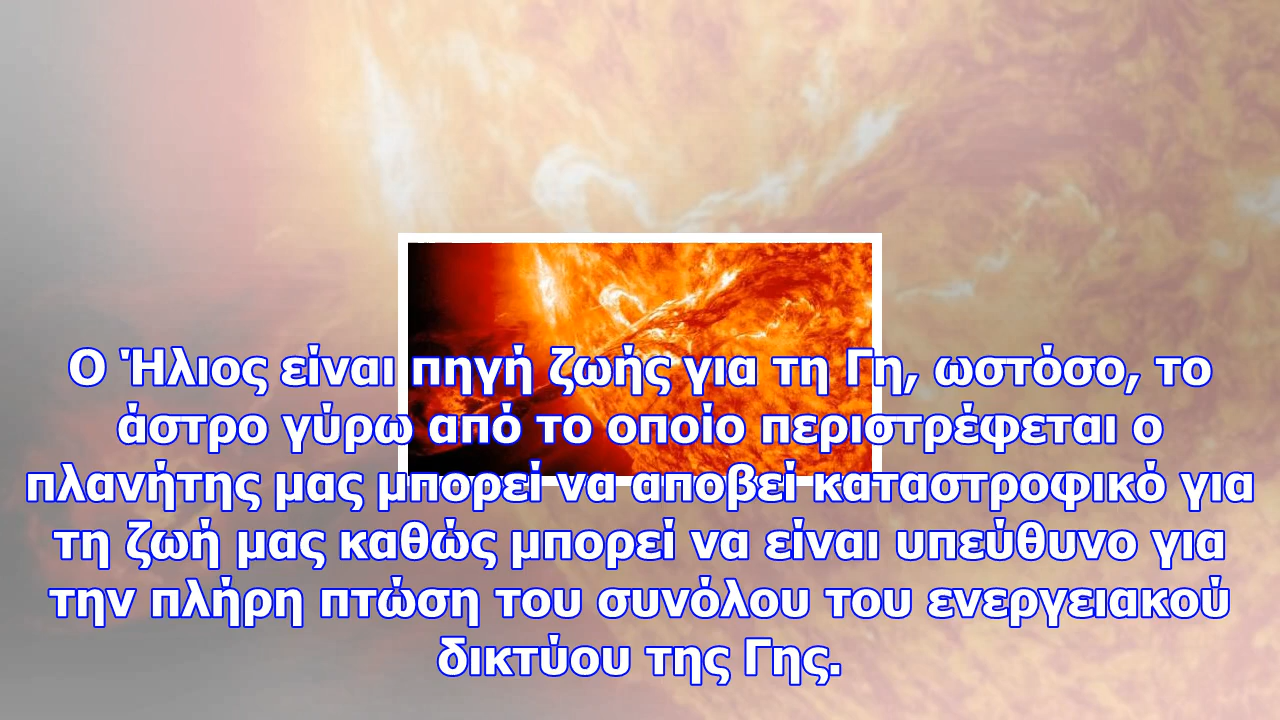 Ο Ήλιος είναι πηγή ζωής για τη Γη, ωστόσο, το
άστρο γύρω από το οποίο περιστρέφεται ο
πλανήτης μας μπορεί να αποβεί καταστροφικό για
τη ζωή μας καθώς μπορεί να είναι υπεύθυνο για
την πλήρη πτώση του συνόλου του ενεργειακού
δικτύου της Γης.